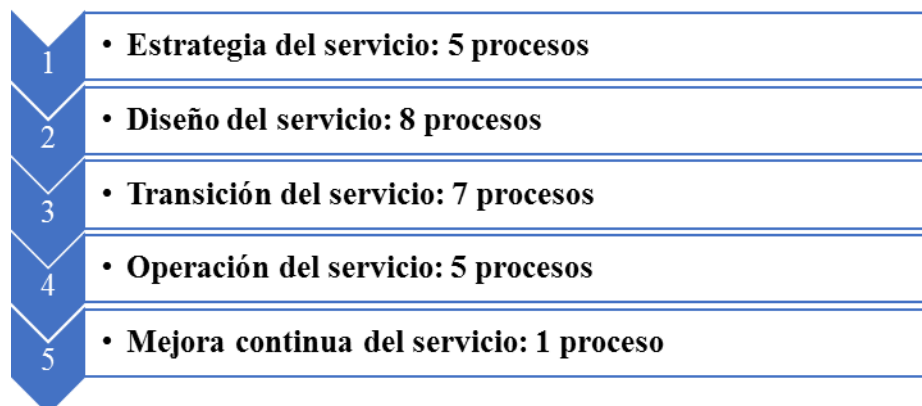 1
• Estrategia del servicio: 5 procesos
2
• Diseño del servicio: 8 procesos
3
• Transición del servicio: 7 procesos
4
• Operación del servicio: 5 procesos
5
• Mejora continua del servicio: 1 proceso